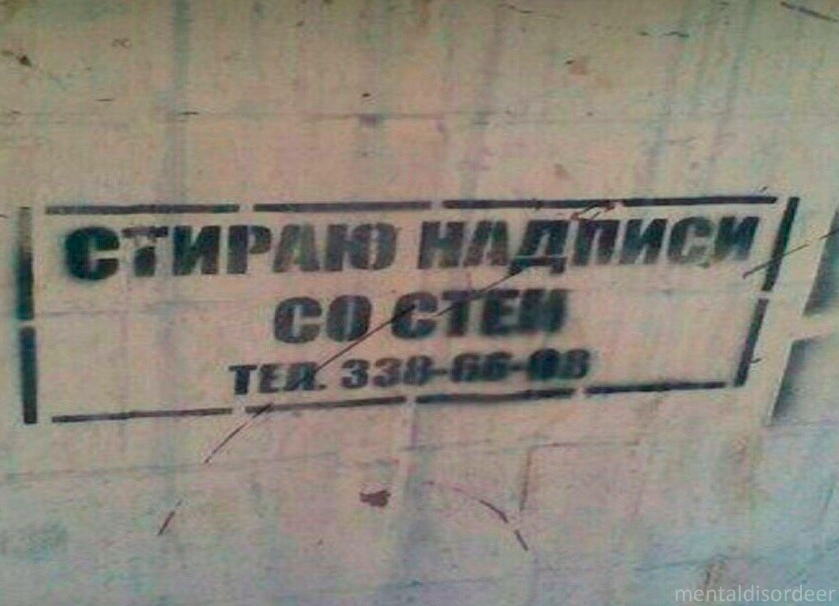 СТИРАЮ НАДПИСИ
СО СТЕН
ТЕЛ. 338-66-08
mentaldisordeer